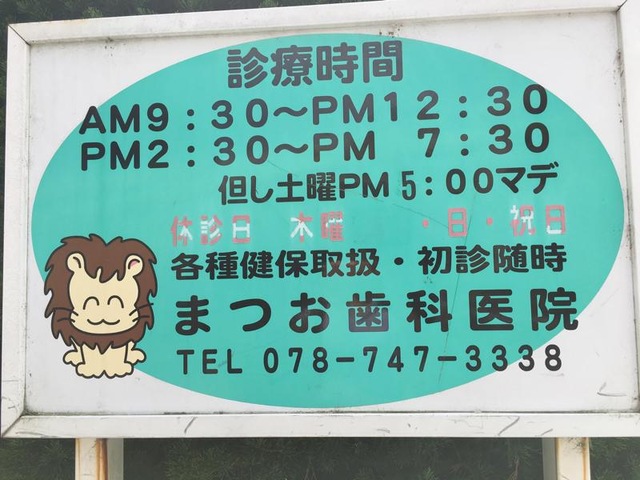 診療時間
AM9:30～PM12:30
PM2:30～PM 7:30
但し土曜PM5:00マデ
休診日 木曜 ・日・祝日
各種健保取扱・初診随時
まつお歯科医院
TEL 078-747-3338